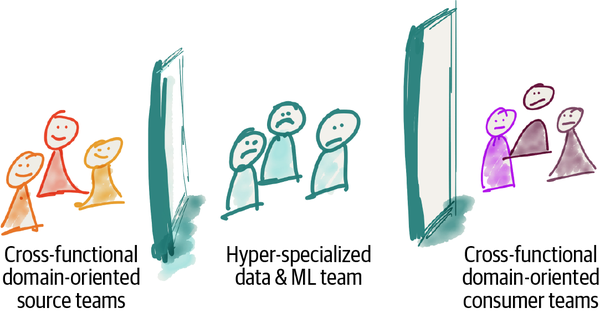 Cross-functional
domain-oriented
source teams
Hyper-specialized
data & ML team
Cross-functional
domain-oriented
consumer teams